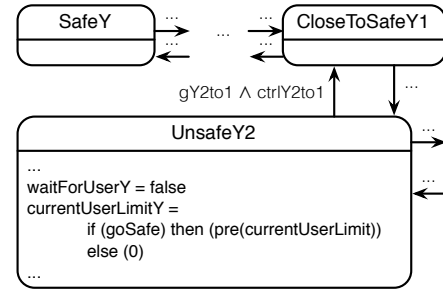 SafeY
...
...
...
CloseToSafeY1
...
...
gY2to1 ∧ ctrlY2to1
...
UnsafeY2
...
...
waitForUserY = false
currentUserLimitY =
if (goSafe) then (pre(currentUserLimit))
else (0)
...
...